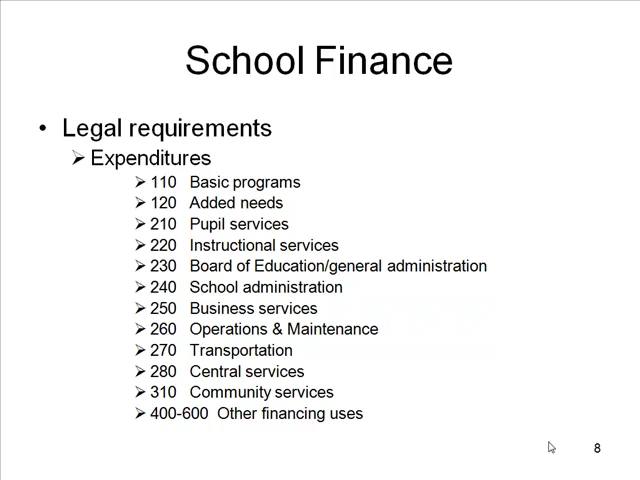 School Finance
• Legal requirements
➢ Expenditures
➢ 110 Basic programs
➢ 120 Added needs
➢ 210 Pupil services
➢ 220 Instructional services
➢ 230 Board of Education/general administration
➢ 240 School administration
➢ 250 Business services
➢ 260 Operations & Maintenance
➢ 270 Transportation
➢ 280 Central services
➢ 310 Community services
➢ 400-600 Other financing uses
8